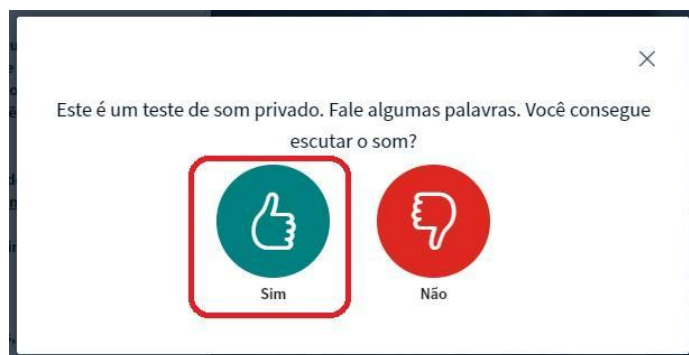 Este é um teste de som privado. Fale algumas palavras. Você consegue
escutar o som?
Sim
Não